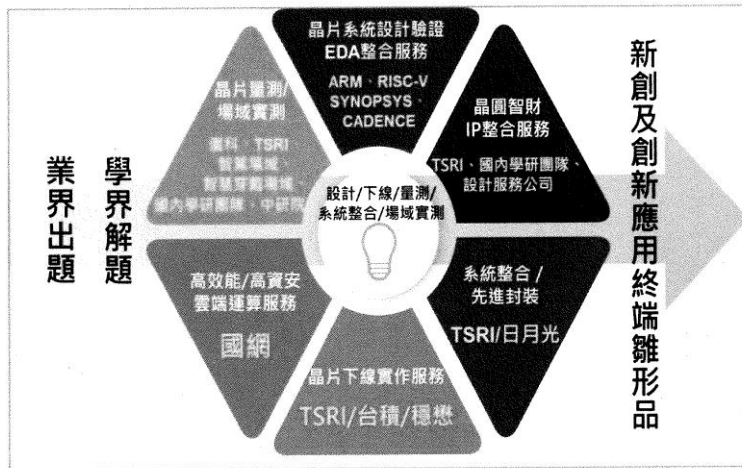 業界出題
學界解題
晶片系統設計驗證
EDA整合服務
ARM、RISC-V
SYNOPSYS、
CADENCE
晶圓智財
IP整合服務
TSRI、國內學研團隊、
設計服務公司
系統整合/
先進封裝
TSRI/日月光
晶片下線實作服務
TSRI/台積/穩懋
高效能/高資安
雲端運算服務
國網
晶片量測/
場域實測
儀科、TSRI、
智慧場域、
智慧穿戴場域、
國內學研團隊、中研院
設計/下線/量測/
系統整合/場域實測
新創及創新應用終端雛形品